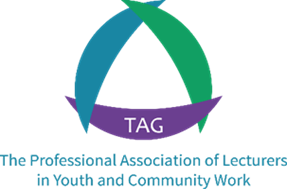 TAG
The Professional Association of Lecturers
in Youth and Community Work